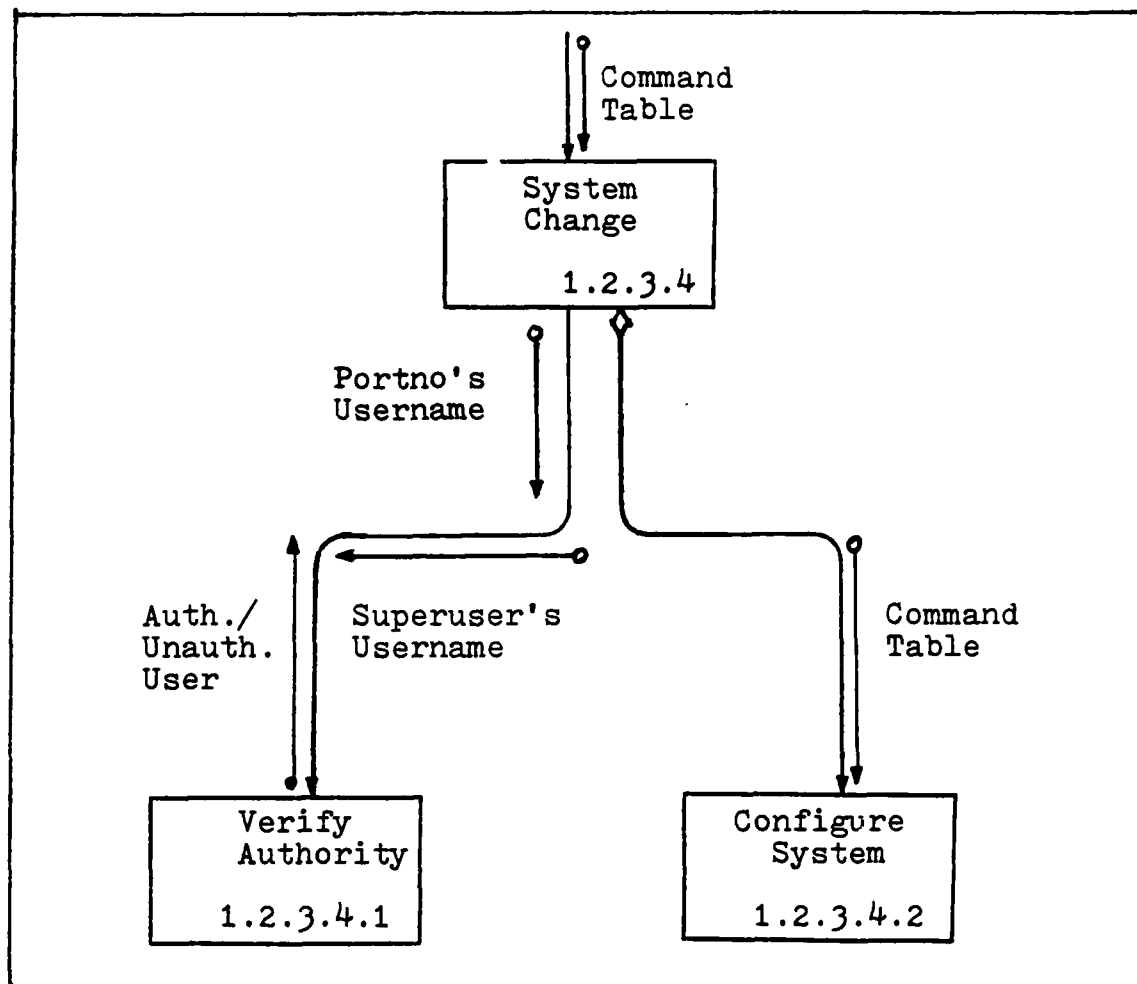 Command
Table
System
Change
1.2.3.4
Portno's
Username
Auth./
Unauth.
User
Superuser's
Username
Command
Table
Verify
Authority
1.2.3.4.1
Configure
System
1.2.3.4.2